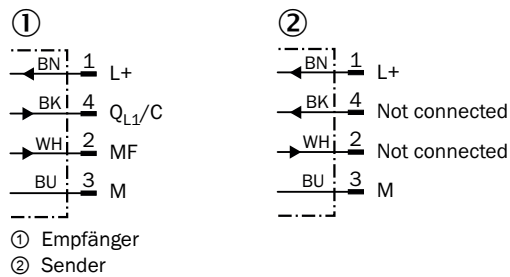 ①
BN 1 L+
BK 4 QL1/C
WH 2 MF
BU 3 M
②
BN 1 L+
BK 4 Not connected
WH 2 Not connected
BU 3 M
① Empfänger
② Sender